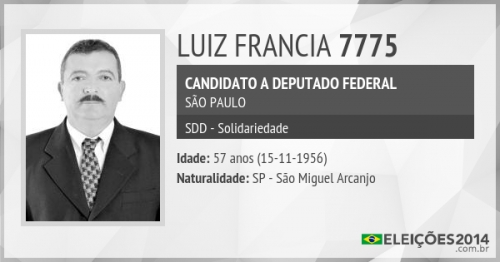 LUIZ FRANCIA 7775
CANDIDATO A DEPUTADO FEDERAL
SÃO PAULO
SDD - Solidariedade
Idade: 57 anos (15-11-1956)
Naturalidade: SP - São Miguel Arcanjo
ELEIÇÕES2014
.com.br